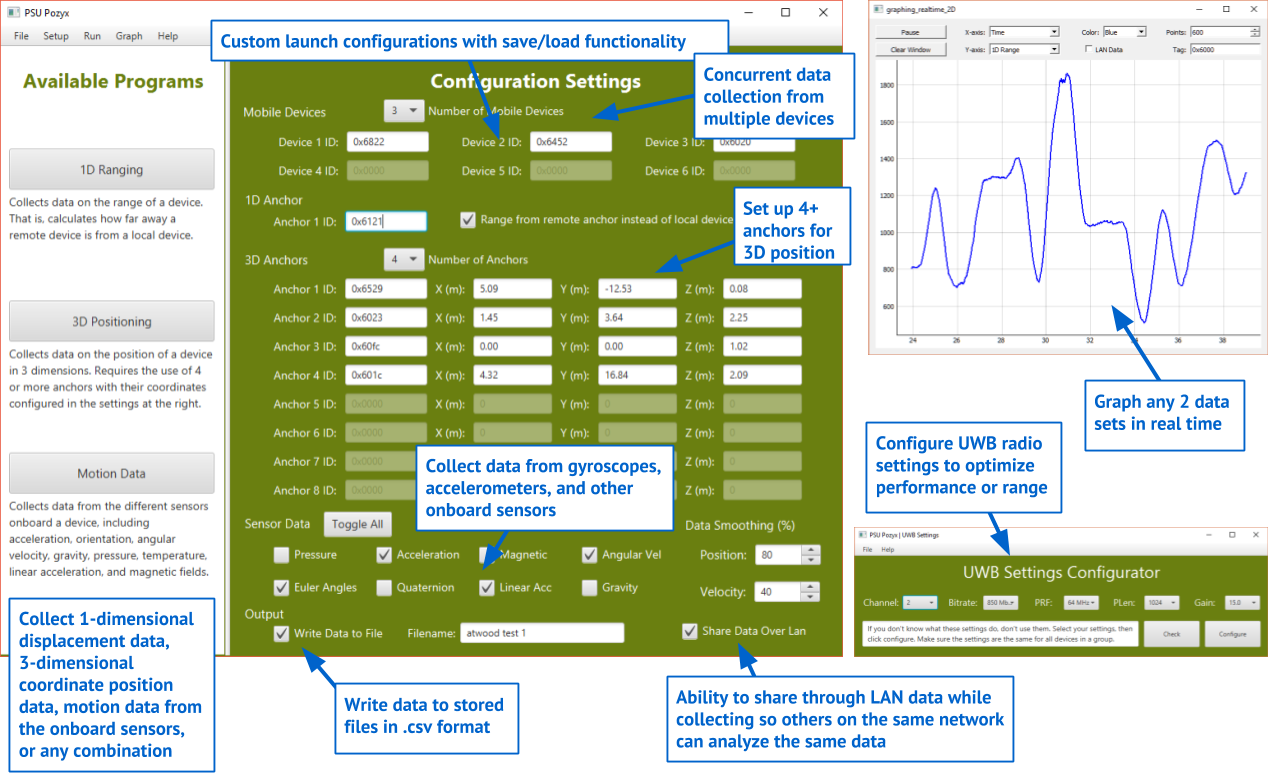 PSU Pozyx
File Setup Run Graph Help
Custom launch configurations with save/load functionality
Available Programs
1D Ranging
Collects data on the range of a device.
That is, calculates how far away a
remote device is from a local device.
3D Positioning
Collects data on the position of a device
in 3 dimensions. Requires the use of 4
or more anchors with their coordinates
configured in the settings at the right.
Motion Data
Collects data from the different sensors
onboard a device, including
acceleration, orientation, angular
velocity, gravity, pressure, temperature,
linear acceleration, and magnetic fields.
Collect 1-dimensional
displacement data,
3-dimensional
coordinate position
data, motion data from
the onboard sensors,
or any combination
Configuration Settings
Concurrent data
collection from
multiple devices
Mobile Devices 3 Number of Mobile Devices
Device 1 ID: 0x6822 Device 2 ID: 0x6452 Device 3 ID: 0x6020
Device 4 ID: 0x0000 Device 5 ID: 0x0000 Device 6 ID: 0x0000
1D Anchor
Anchor 1 ID: 0x6121 Range from remote anchor instead of local device
Set up 4+
anchors for
3D position
3D Anchors 4 Number of Anchors
Anchor 1 ID: 0x6529 X (m): 5.09 Y (m): -12.53 Z (m): 0.08
Anchor 2 ID: 0x6023 X (m): 1.45 Y (m): 3.64 Z (m): 2.25
Anchor 3 ID: 0x60fc X (m): 0.00 Y (m): 0.00 Z (m): 1.02
Anchor 4 ID: 0x601c X (m): 4.32 Y (m): 16.84 Z (m): 2.09
Anchor 5 ID: 0x0000 X (m): 0 Y (m): 0 Z (m): 0
Anchor 6 ID: 0x0000 X (m): 0 Y (m): 0 Z (m): 0
Anchor 7 ID: 0x0000 Z (m): 0
Anchor 8 ID: 0x0000 Z (m): 0
Collect data from gyroscopes,
accelerometers, and other
onboard sensors
Sensor Data Toggle All Data Smoothing (%)
Pressure Acceleration Magnetic Angular Vel Position: 80
Euler Angles Quaternion Linear Acc Gravity Velocity: 40
Output
Write Data to File Filename: atwood test 1 Share Data Over Lan
Write data to stored
files in .csv format
Ability to share through LAN data while
collecting so others on the same network
can analyze the same data
graphing_realtime_2D
Pause X-axis: Time Color: Blue Points: 600
Clear Window Y-axis: 1D Range LAN Data Tag: 0x6000
1800
1600
1400
1200
1000
800
600
24 26 28 30 32 34 36 38
Graph any 2 data
sets in real time
Configure UWB radio
settings to optimize
performance or range
PSU Pozyx | UWB Settings
File Help
UWB Settings Configurator
Channel: 2 Bitrate: 850 Mb... PRF: 64 MHz PLen: 1024 Gain: 15.0
If you don't know what these settings do, don't use them. Select your settings, then
click configure. Make sure the settings are the same for all devices in a group.
Check Configure